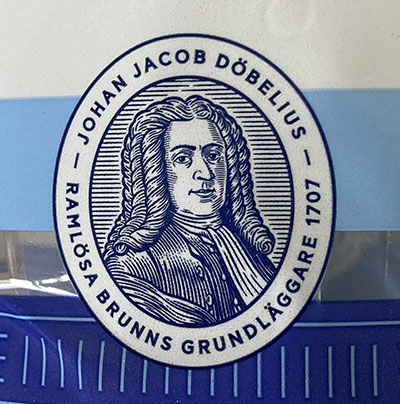 JOHAN JACOB DÖBELIUS
RAMLÖSA BRUNNS GRUNDLÄGGARE 1707